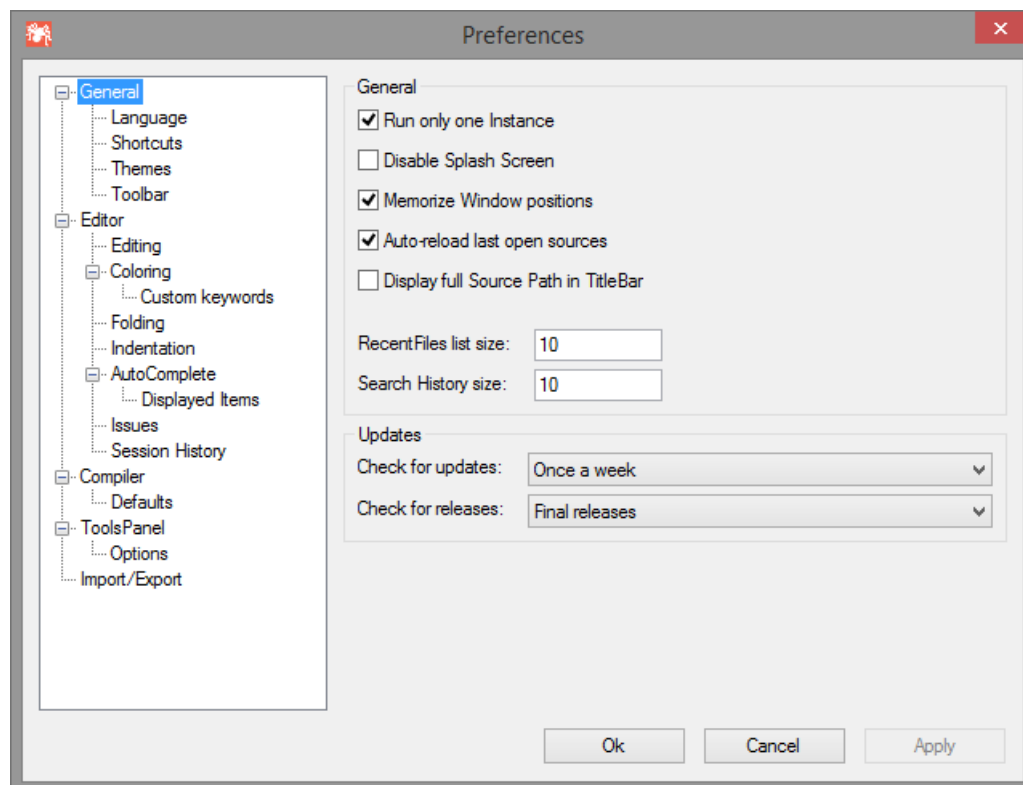 Preferences
General
Language
Shortcuts
Themes
Toolbar
Editor
Editing
Coloring
Custom keywords
Folding
Indentation
AutoComplete
Displayed Items
Issues
Session History
Compiler
Defaults
ToolsPanel
Options
Import/Export
General
Run only one Instance
Disable Splash Screen
Memorize Window positions
Auto-reload last open sources
Display full Source Path in TitleBar
RecentFiles list size: 10
Search History size: 10
Updates
Check for updates: Once a week
Check for releases: Final releases
Ok Cancel Apply